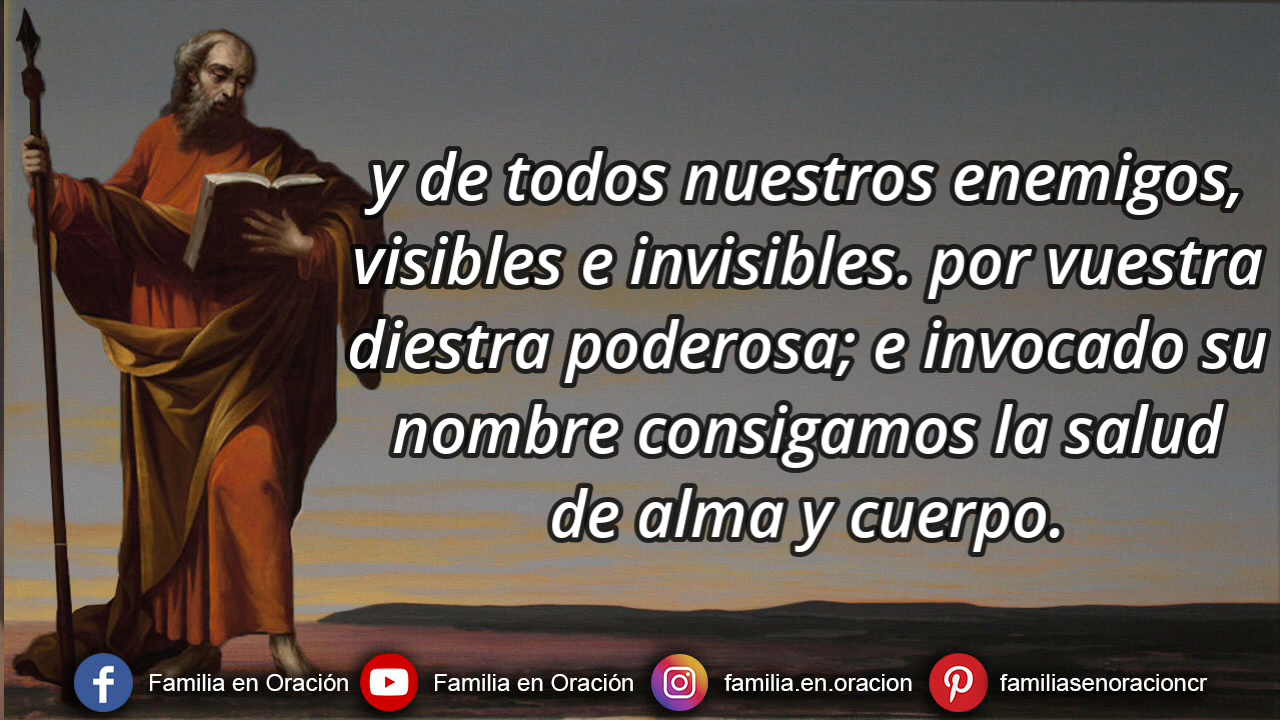 y de todos nuestros enemigos,
visibles e invisibles. por vuestra
diestra poderosa; e invocado su
nombre consigamos la salud
de alma y cuerpo.
Familia en Oración
Familia en Oración
familia.en.oracion
familiasenoracioncr